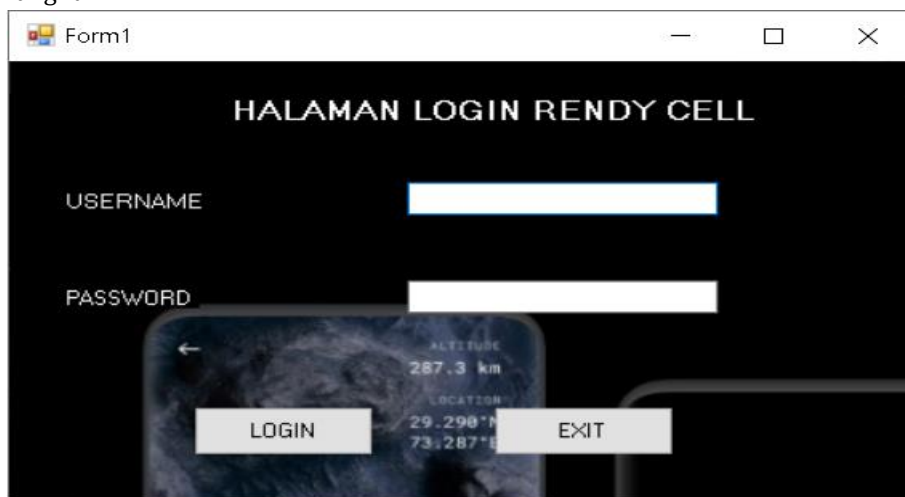 Form1
HALAMAN LOGIN RENDY CELL
USERNAME
PASSWORD
←
ALTITUDE
287.3 km
LOCATION
29.290°N
73.287°E
LOGIN
EXIT